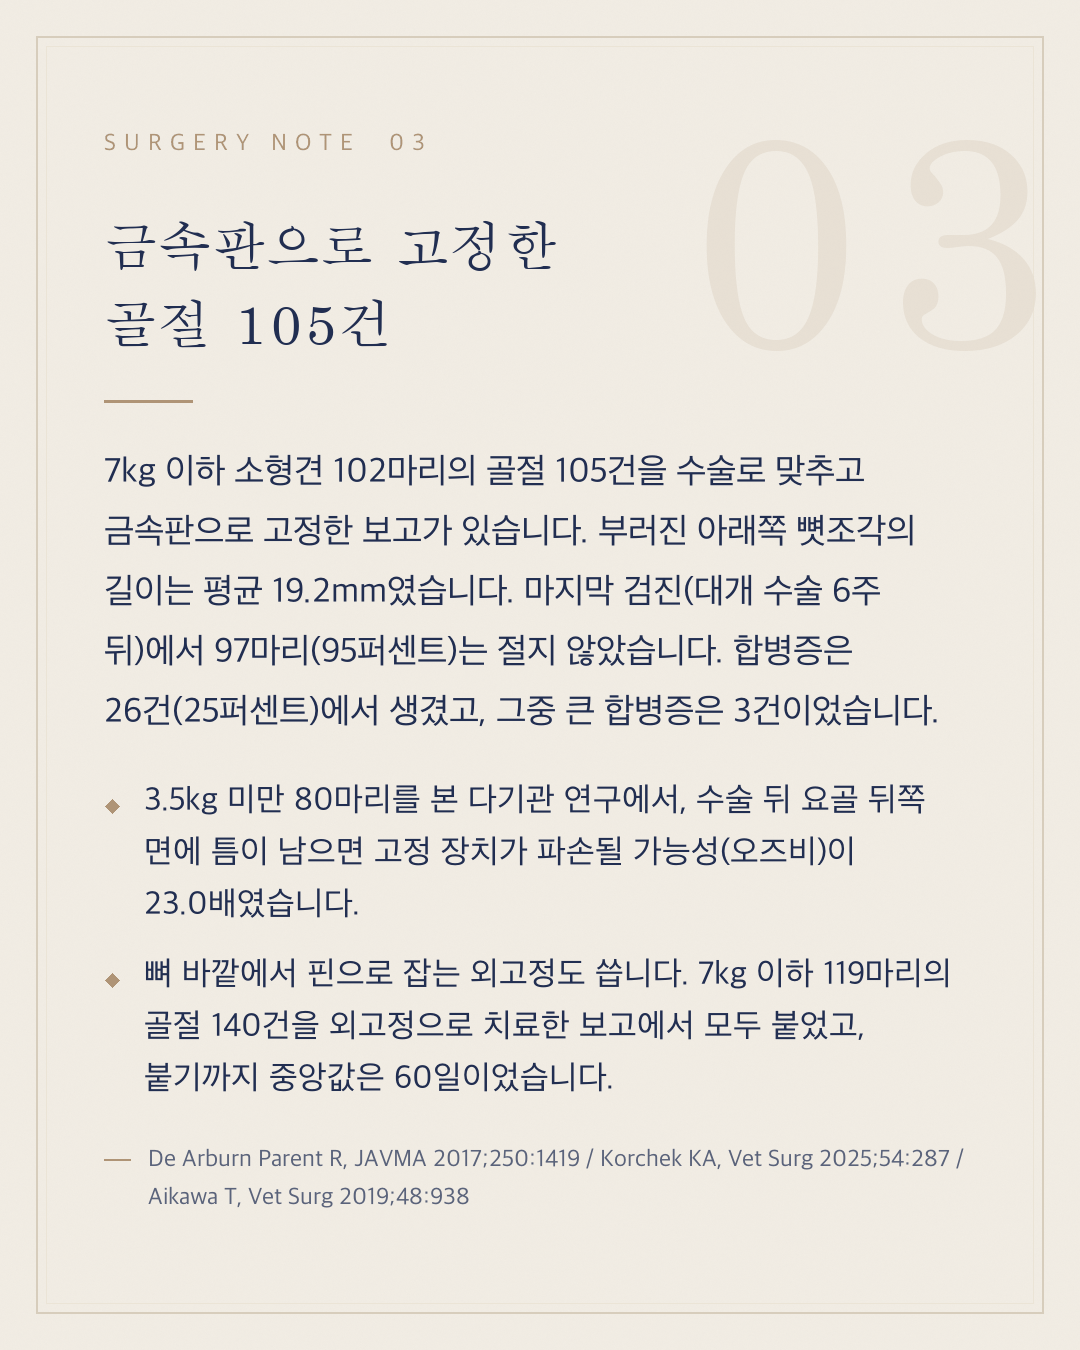 SURGERY NOTE 03
03
금속판으로 고정한
골절 105건
7kg 이하 소형견 102마리의 골절 105건을 수술로 맞추고
금속판으로 고정한 보고가 있습니다. 부러진 아래쪽 뼛조각의
길이는 평균 19.2mm였습니다. 마지막 검진(대개 수술 6주
뒤)에서 97마리(95퍼센트)는 절지 않았습니다. 합병증은
26건(25퍼센트)에서 생겼고, 그중 큰 합병증은 3건이었습니다.
◆ 3.5kg 미만 80마리를 본 다기관 연구에서, 수술 뒤 요골 뒤쪽
면에 틈이 남으면 고정 장치가 파손될 가능성(오즈비)이
23.0배였습니다.
◆ 뼈 바깥에서 핀으로 잡는 외고정도 씁니다. 7kg 이하 119마리의
골절 140건을 외고정으로 치료한 보고에서 모두 붙었고,
붙기까지 중앙값은 60일이었습니다.
— De Arburn Parent R, JAVMA 2017;250:1419 / Korchek KA, Vet Surg 2025;54:287 /
Aikawa T, Vet Surg 2019;48:938